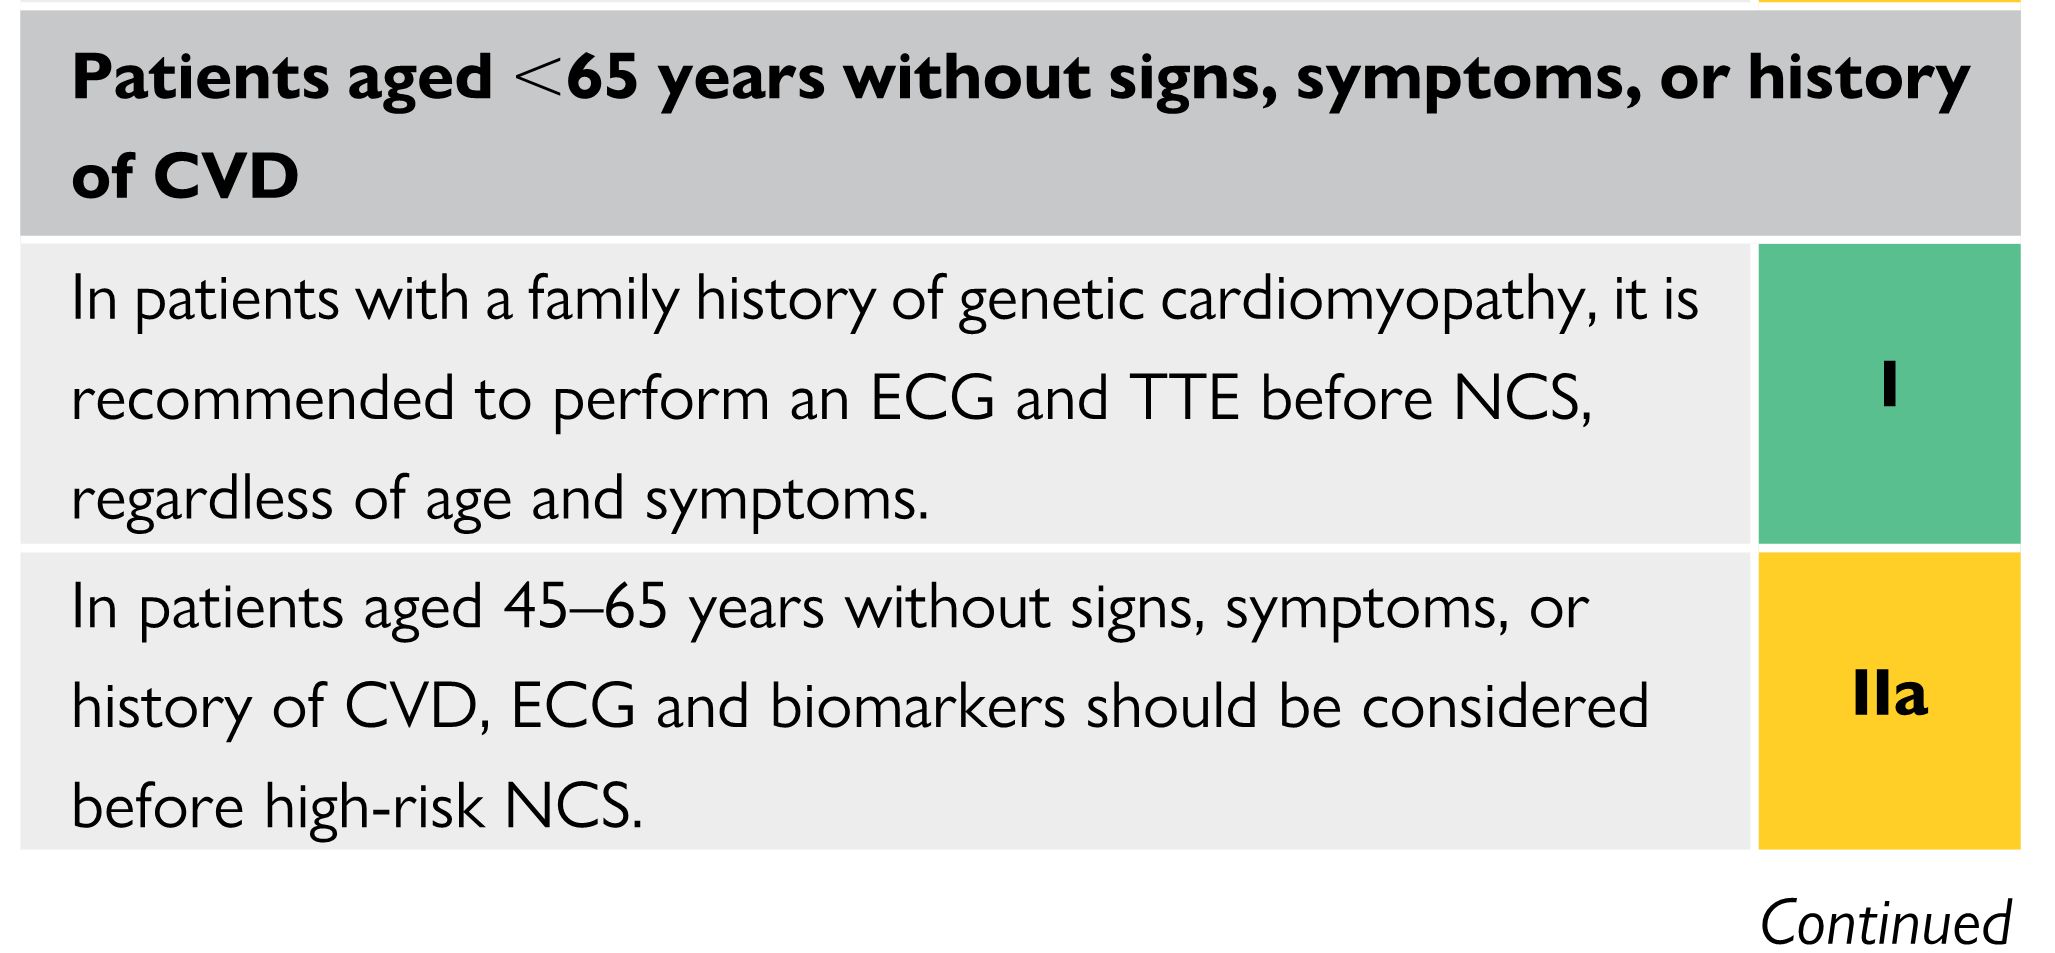 Patients aged <65 years without signs, symptoms, or history
of CVD
In patients with a family history of genetic cardiomyopathy, it is
recommended to perform an ECG and TTE before NCS,
regardless of age and symptoms.
I
In patients aged 45–65 years without signs, symptoms, or
history of CVD, ECG and biomarkers should be considered
before high-risk NCS.
IIa
Continued